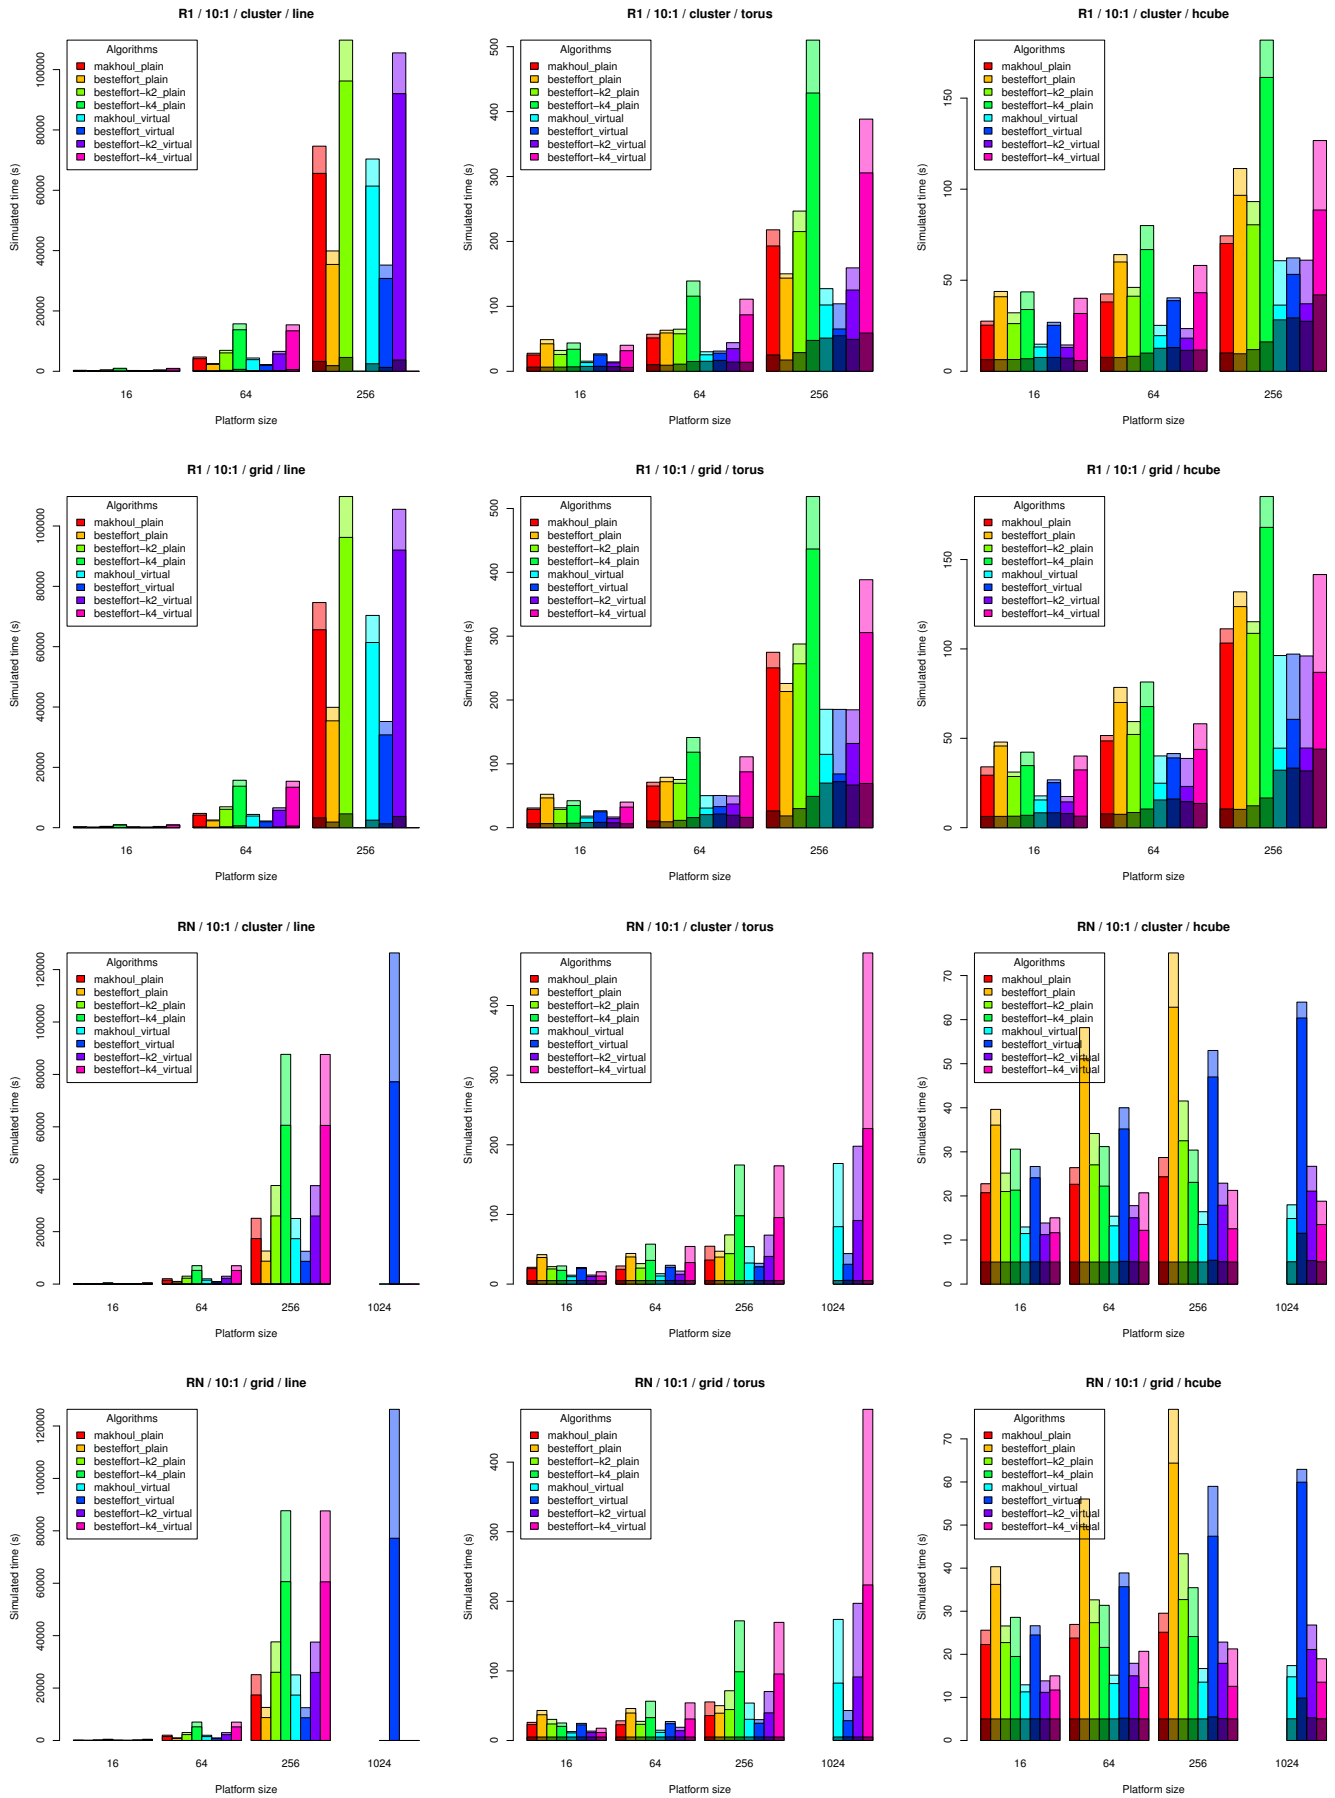 R1 / 10:1 / cluster / line
Simulated time (s)
0
20000
40000
60000
80000
100000
Algorithms
makhoul_plain
besteffort_plain
besteffort−k2_plain
besteffort−k4_plain
makhoul_virtual
besteffort_virtual
besteffort−k2_virtual
besteffort−k4_virtual
16
64
256
Platform size
R1 / 10:1 / cluster / torus
Simulated time (s)
0
100
200
300
400
500
Algorithms
makhoul_plain
besteffort_plain
besteffort−k2_plain
besteffort−k4_plain
makhoul_virtual
besteffort_virtual
besteffort−k2_virtual
besteffort−k4_virtual
16
64
256
Platform size
R1 / 10:1 / cluster / hcube
Simulated time (s)
0
50
100
150
Algorithms
makhoul_plain
besteffort_plain
besteffort−k2_plain
besteffort−k4_plain
makhoul_virtual
besteffort_virtual
besteffort−k2_virtual
besteffort−k4_virtual
16
64
256
Platform size
R1 / 10:1 / grid / line
Simulated time (s)
0
20000
40000
60000
80000
100000
Algorithms
makhoul_plain
besteffort_plain
besteffort−k2_plain
besteffort−k4_plain
makhoul_virtual
besteffort_virtual
besteffort−k2_virtual
besteffort−k4_virtual
16
64
256
Platform size
R1 / 10:1 / grid / torus
Simulated time (s)
0
100
200
300
400
500
Algorithms
makhoul_plain
besteffort_plain
besteffort−k2_plain
besteffort−k4_plain
makhoul_virtual
besteffort_virtual
besteffort−k2_virtual
besteffort−k4_virtual
16
64
256
Platform size
R1 / 10:1 / grid / hcube
Simulated time (s)
0
50
100
150
Algorithms
makhoul_plain
besteffort_plain
besteffort−k2_plain
besteffort−k4_plain
makhoul_virtual
besteffort_virtual
besteffort−k2_virtual
besteffort−k4_virtual
16
64
256
Platform size
RN / 10:1 / cluster / line
Simulated time (s)
0
20000
40000
60000
80000
100000
120000
Algorithms
makhoul_plain
besteffort_plain
besteffort−k2_plain
besteffort−k4_plain
makhoul_virtual
besteffort_virtual
besteffort−k2_virtual
besteffort−k4_virtual
16
64
256
1024
Platform size
RN / 10:1 / cluster / torus
Simulated time (s)
0
100
200
300
400
Algorithms
makhoul_plain
besteffort_plain
besteffort−k2_plain
besteffort−k4_plain
makhoul_virtual
besteffort_virtual
besteffort−k2_virtual
besteffort−k4_virtual
16
64
256
1024
Platform size
RN / 10:1 / cluster / hcube
Simulated time (s)
0
10
20
30
40
50
60
70
Algorithms
makhoul_plain
besteffort_plain
besteffort−k2_plain
besteffort−k4_plain
makhoul_virtual
besteffort_virtual
besteffort−k2_virtual
besteffort−k4_virtual
16
64
256
1024
Platform size
RN / 10:1 / grid / line
Simulated time (s)
0
20000
40000
60000
80000
100000
120000
Algorithms
makhoul_plain
besteffort_plain
besteffort−k2_plain
besteffort−k4_plain
makhoul_virtual
besteffort_virtual
besteffort−k2_virtual
besteffort−k4_virtual
16
64
256
1024
Platform size
RN / 10:1 / grid / torus
Simulated time (s)
0
100
200
300
400
Algorithms
makhoul_plain
besteffort_plain
besteffort−k2_plain
besteffort−k4_plain
makhoul_virtual
besteffort_virtual
besteffort−k2_virtual
besteffort−k4_virtual
16
64
256
1024
Platform size
RN / 10:1 / grid / hcube
Simulated time (s)
0
10
20
30
40
50
60
70
Algorithms
makhoul_plain
besteffort_plain
besteffort−k2_plain
besteffort−k4_plain
makhoul_virtual
besteffort_virtual
besteffort−k2_virtual
besteffort−k4_virtual
16
64
256
1024
Platform size